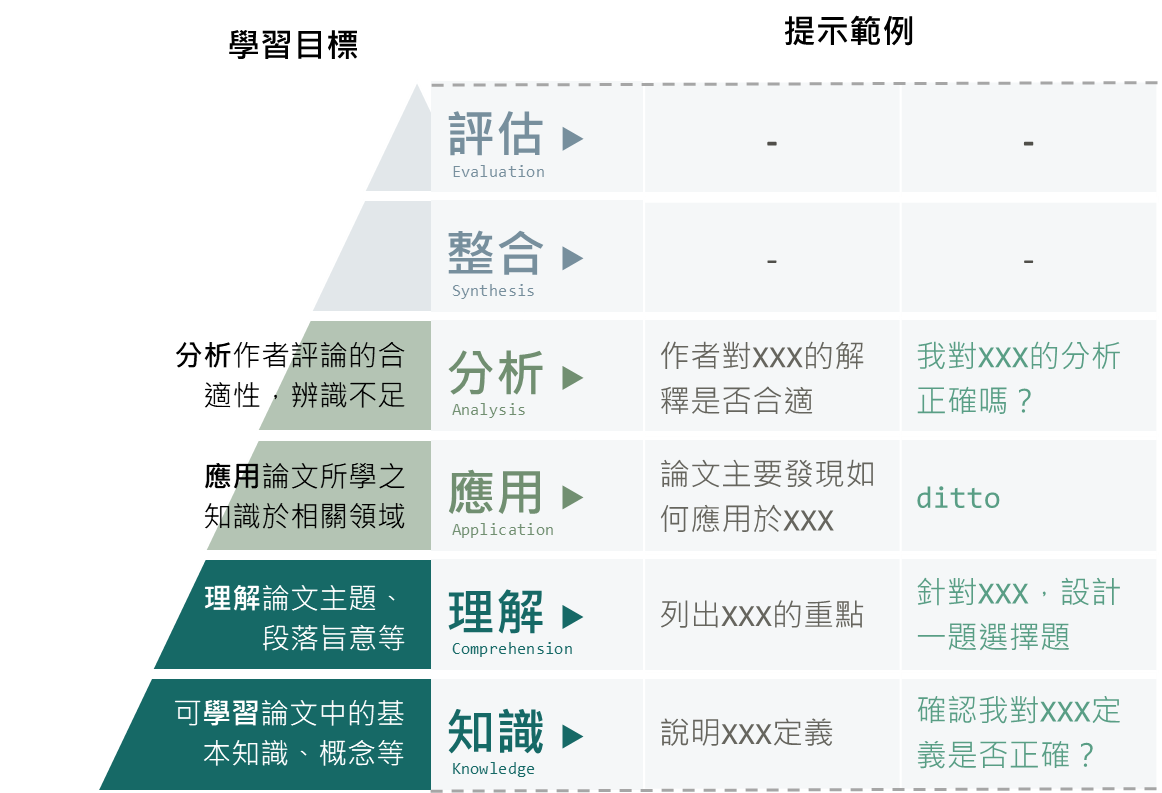 學習目標
提示範例
評估
Evaluation
-
-
整合
Synthesis
-
-
分析作者評論的合
適性，辨識不足
分析
Analysis
作者對XXX的解
釋是否合適
我對XXX的分析
正確嗎？
應用論文所學之
知識於相關領域
應用
Application
論文主要發現如
何應用於XXX
ditto
理解論文主題、
段落旨意等
理解
Comprehension
列出XXX的重點
針對XXX，設計
一題選擇題
可學習論文中的基
本知識、概念等
知識
Knowledge
說明XXX定義
確認我對XXX定
義是否正確？